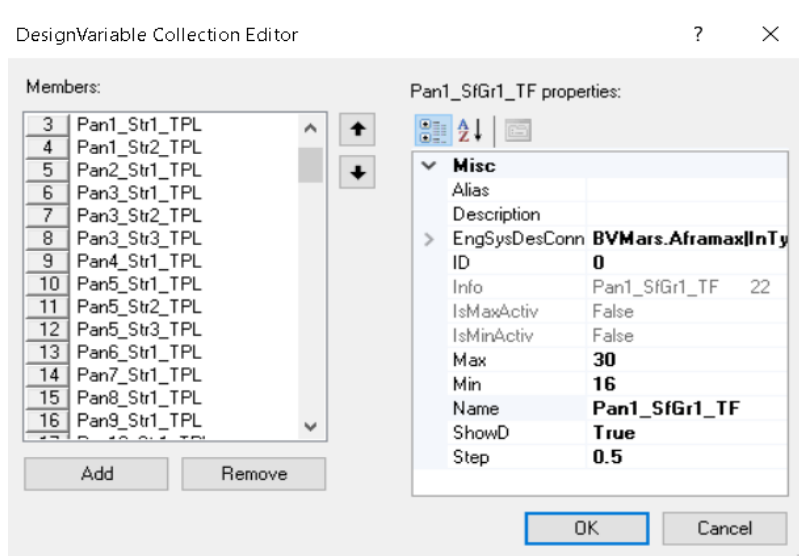 DesignVariable Collection Editor
?
Members:
3 Pan1_Str1_TPL
4 Pan1_Str2_TPL
5 Pan2_Str1_TPL
6 Pan3_Str1_TPL
7 Pan3_Str2_TPL
8 Pan3_Str3_TPL
9 Pan4_Str1_TPL
10 Pan5_Str1_TPL
11 Pan5_Str2_TPL
12 Pan5_Str3_TPL
13 Pan6_Str1_TPL
14 Pan7_Str1_TPL
15 Pan8_Str1_TPL
16 Pan9_Str1_TPL
Add Remove
Pan1_SfGr1_TF properties:
Misc
Alias
Description
EngSysDesConn BVMars.Aframax|InTy
ID 0
Info Pan1_SfGr1_TF 22
IsMaxActiv False
IsMinActiv False
Max 30
Min 16
Name Pan1_SfGr1_TF
ShowD True
Step 0.5
OK Cancel